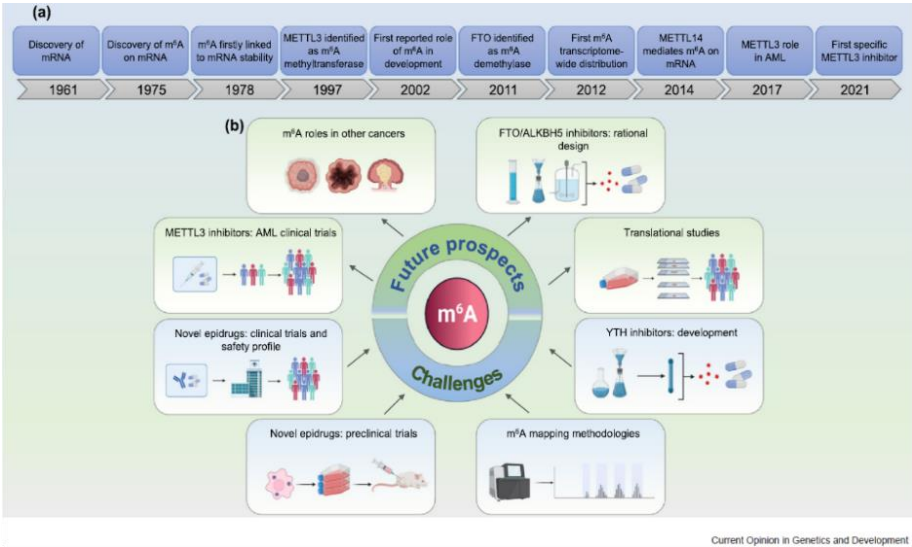 (a)
Discovery of
mRNA
Discovery of m⁶A
on mRNA
m⁶A firstly linked
to mRNA stability
METTL3 identified
as m⁶A
methyltransferase
First reported role
of m⁶A in
development
FTO identified
as m⁶A
demethylase
First m⁶A
transcriptome-
wide distribution
METTL14
mediates m⁶A on
mRNA
METTL3 role
in AML
First specific
METTL3 inhibitor
1961
1975
1978
1997
2002
2011
2012
2014
2017
2021
(b)
m⁶A roles in other cancers
FTO/ALKBH5 inhibitors: rational
design
METTL3 inhibitors: AML clinical trials
Translational studies
Future prospects
m⁶A
Challenges
Novel epidrugs: clinical trials and
safety profile
YTH inhibitors: development
Novel epidrugs: preclinical trials
m⁶A mapping methodologies
Current Opinion in Genetics and Development